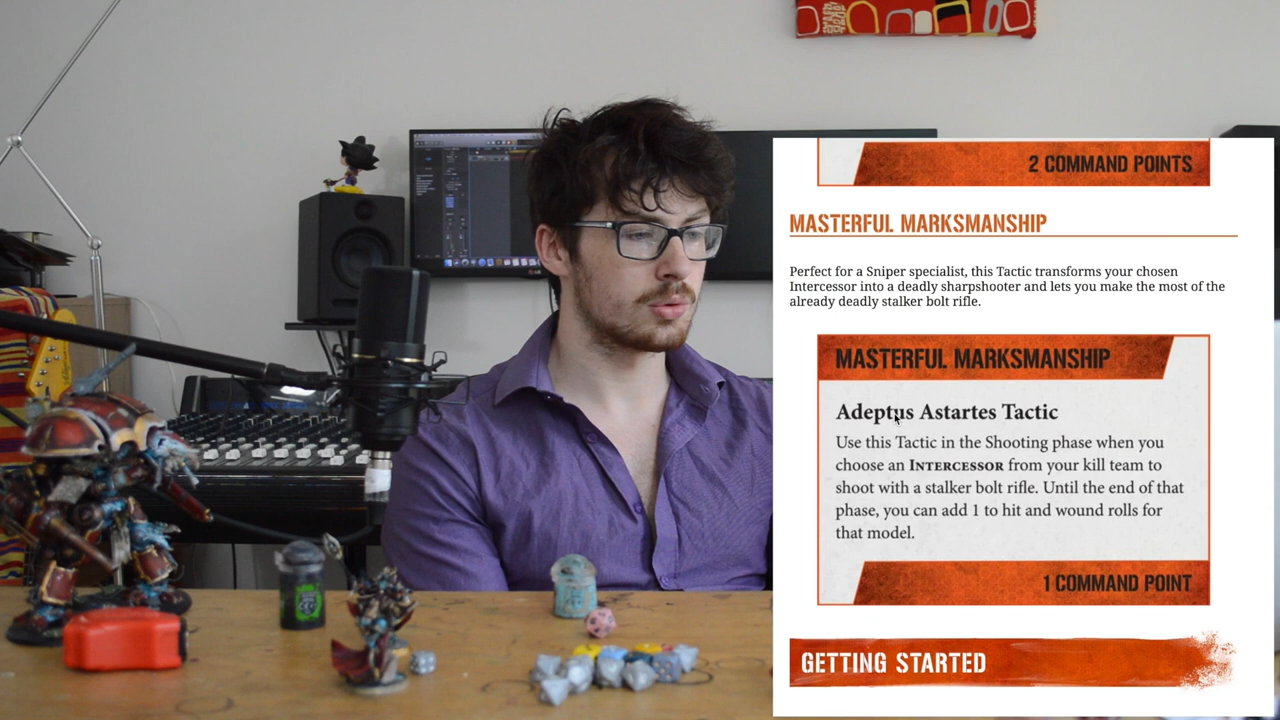 2 COMMAND POINTS
MASTERFUL MARKSMANSHIP
Perfect for a Sniper specialist, this Tactic transforms your chosen
Intercessor into a deadly sharpshooter and lets you make the most of the
already deadly stalker bolt rifle.
MASTERFUL MARKSMANSHIP
Adeptus Astartes Tactic
Use this Tactic in the Shooting phase when you
choose an INTERCESSOR from your kill team to
shoot with a stalker bolt rifle. Until the end of that
phase, you can add 1 to hit and wound rolls for
that model.
1 COMMAND POINT
GETTING STARTED